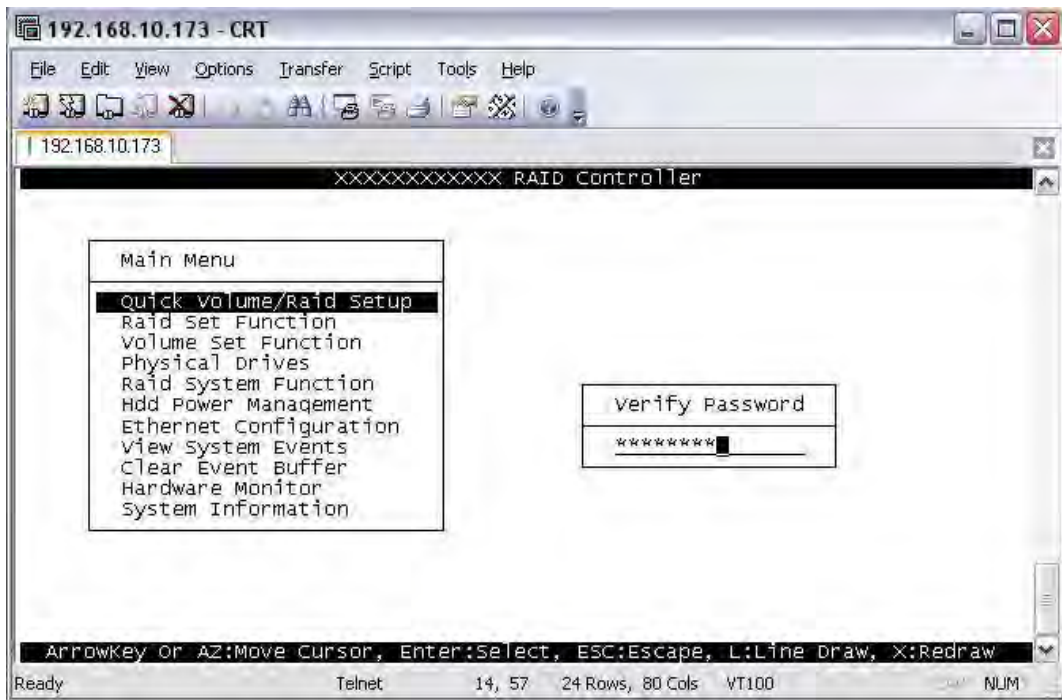 192.168.10.173 - CRT
File Edit View Options Transfer Script Tools Help
192.168.10.173
XXXXXXXXXXXX RAID Controller
Main Menu
Quick Volume/Raid Setup
Raid Set Function
Volume Set Function
Physical Drives
Raid System Function
Hdd Power Management
Ethernet Configuration
View System Events
Clear Event Buffer
Hardware Monitor
System Information
Verify Password
********
ArrowKey Or AZ:Move Cursor, Enter:Select, ESC:Escape, L:Line Draw, X:Redraw
Ready Telnet 14, 57 24 Rows, 80 Cols VT100 NUM